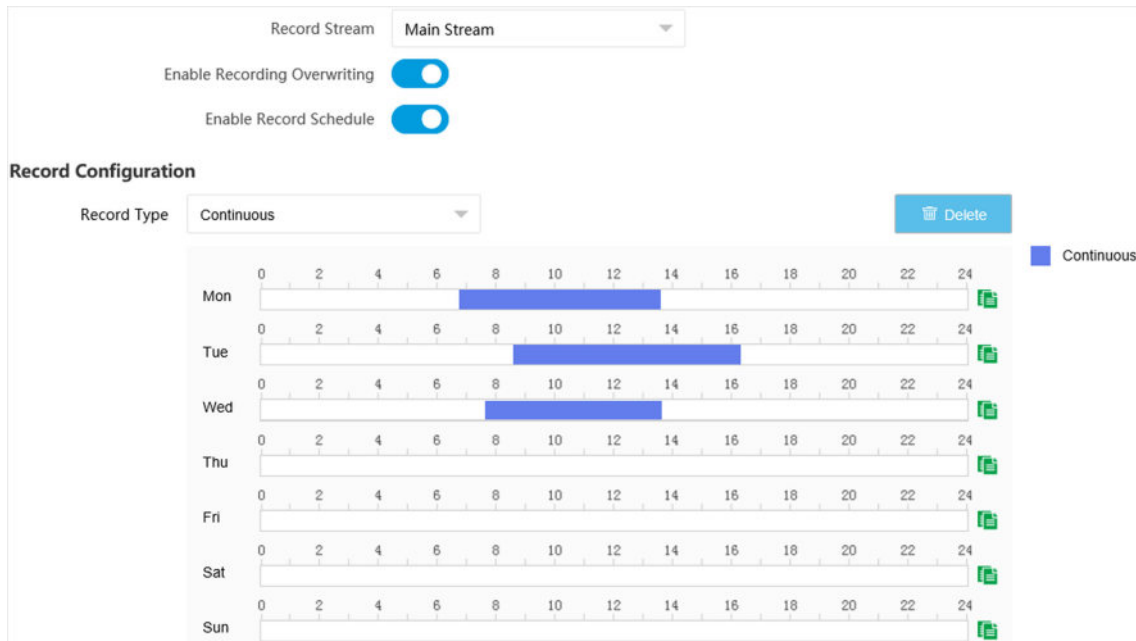 Record Stream Main Stream
Enable Recording Overwriting
Enable Record Schedule
Record Configuration
Record Type Continuous Delete
Continuous
0 2 4 6 8 10 12 14 16 18 20 22 24
Mon
0 2 4 6 8 10 12 14 16 18 20 22 24
Tue
0 2 4 6 8 10 12 14 16 18 20 22 24
Wed
0 2 4 6 8 10 12 14 16 18 20 22 24
Thu
0 2 4 6 8 10 12 14 16 18 20 22 24
Fri
0 2 4 6 8 10 12 14 16 18 20 22 24
Sat
0 2 4 6 8 10 12 14 16 18 20 22 24
Sun